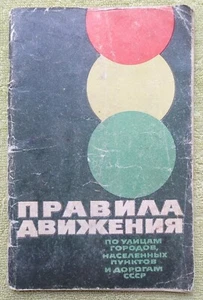 ПРАВИЛА
ДВИЖЕНИЯ
ПО УЛИЦАМ
ГОРОДОВ,
НАСЕЛЕННЫХ
ПУНКТОВ
И ДОРОГАМ
СССР